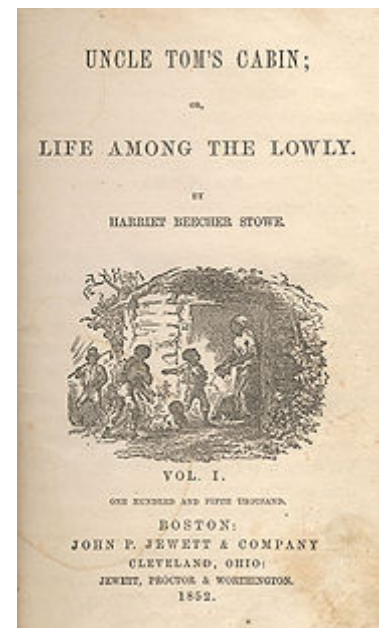 UNCLE TOM'S CABIN;
OR,
LIFE AMONG THE LOWLY.
BY
HARRIET BEECHER STOWE.
VOL. I.
ONE HUNDRED AND FIFTH THOUSAND.
BOSTON:
JOHN P. JEWETT & COMPANY
CLEVELAND, OHIO:
JEWETT, PROCTOR & WORTHINGTON.
1852.